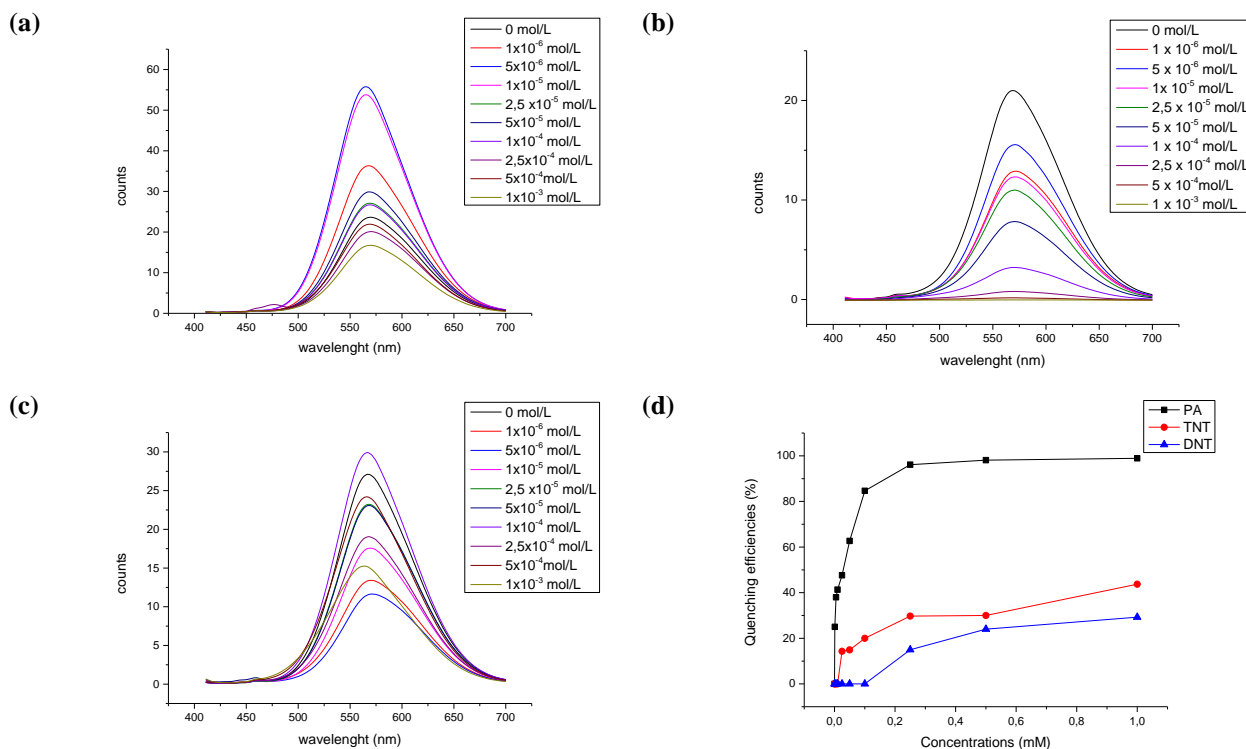 (a)
0 mol/L
1x10⁻⁶ mol/L
5x10⁻⁶ mol/L
1x10⁻⁵ mol/L
2,5 x10⁻⁵ mol/L
5x10⁻⁵ mol/L
1x10⁻⁴ mol/L
2,5x10⁻⁴ mol/L
5x10⁻⁴mol/L
1x10⁻³ mol/L
60
50
40
30
20
10
0
counts
400 450 500 550 600 650 700
wavelenght (nm)
(b)
0 mol/L
1 x 10⁻⁶ mol/L
5 x 10⁻⁶ mol/L
1x 10⁻⁵ mol/L
2,5 x 10⁻⁵ mol/L
5 x 10⁻⁵ mol/L
1 x 10⁻⁴ mol/L
2,5 x 10⁻⁴ mol/L
5 x 10⁻⁴mol/L
1 x 10⁻³ mol/L
20
10
0
counts
400 450 500 550 600 650 700
wavelenght (nm)
(c)
0 mol/L
1x10⁻⁶ mol/L
5x10⁻⁶ mol/L
1x10⁻⁵ mol/L
2,5 x10⁻⁵ mol/L
5x10⁻⁵ mol/L
1x10⁻⁴ mol/L
2,5x10⁻⁴ mol/L
5x10⁻⁴mol/L
1x10⁻³ mol/L
30
25
20
15
10
5
0
counts
400 450 500 550 600 650 700
wavelenght (nm)
(d)
PA
TNT
DNT
100
80
60
40
20
0
Quenching efficiencies (%)
0,0 0,2 0,4 0,6 0,8 1,0
Concentrations (mM)